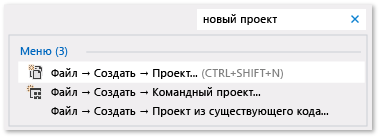 новый проект
Меню (3)
Файл → Создать → Проект... (CTRL+SHIFT+N)
Файл → Создать → Командный проект...
Файл → Создать → Проект из существующего кода...